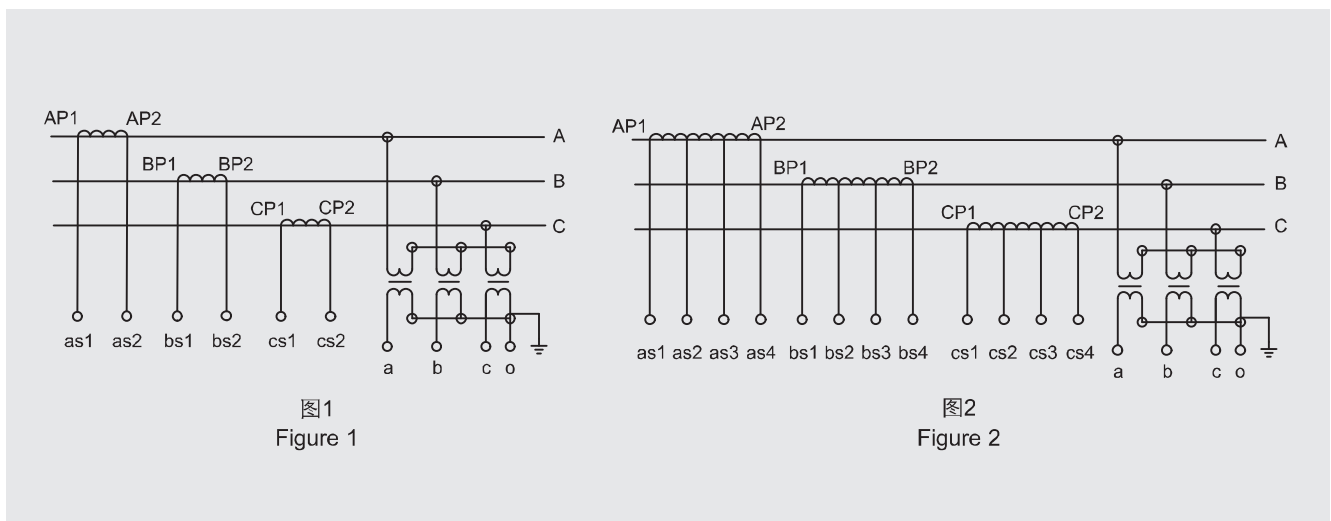 AP1 AP2 A
BP1 BP2 B
CP1 CP2 C
as1 as2 bs1 bs2 cs1 cs2
a b c o
图1
Figure 1
AP1 AP2 A
BP1 BP2 B
CP1 CP2 C
as1 as2 as3 as4 bs1 bs2 bs3 bs4 cs1 cs2 cs3 cs4
a b c o
图2
Figure 2